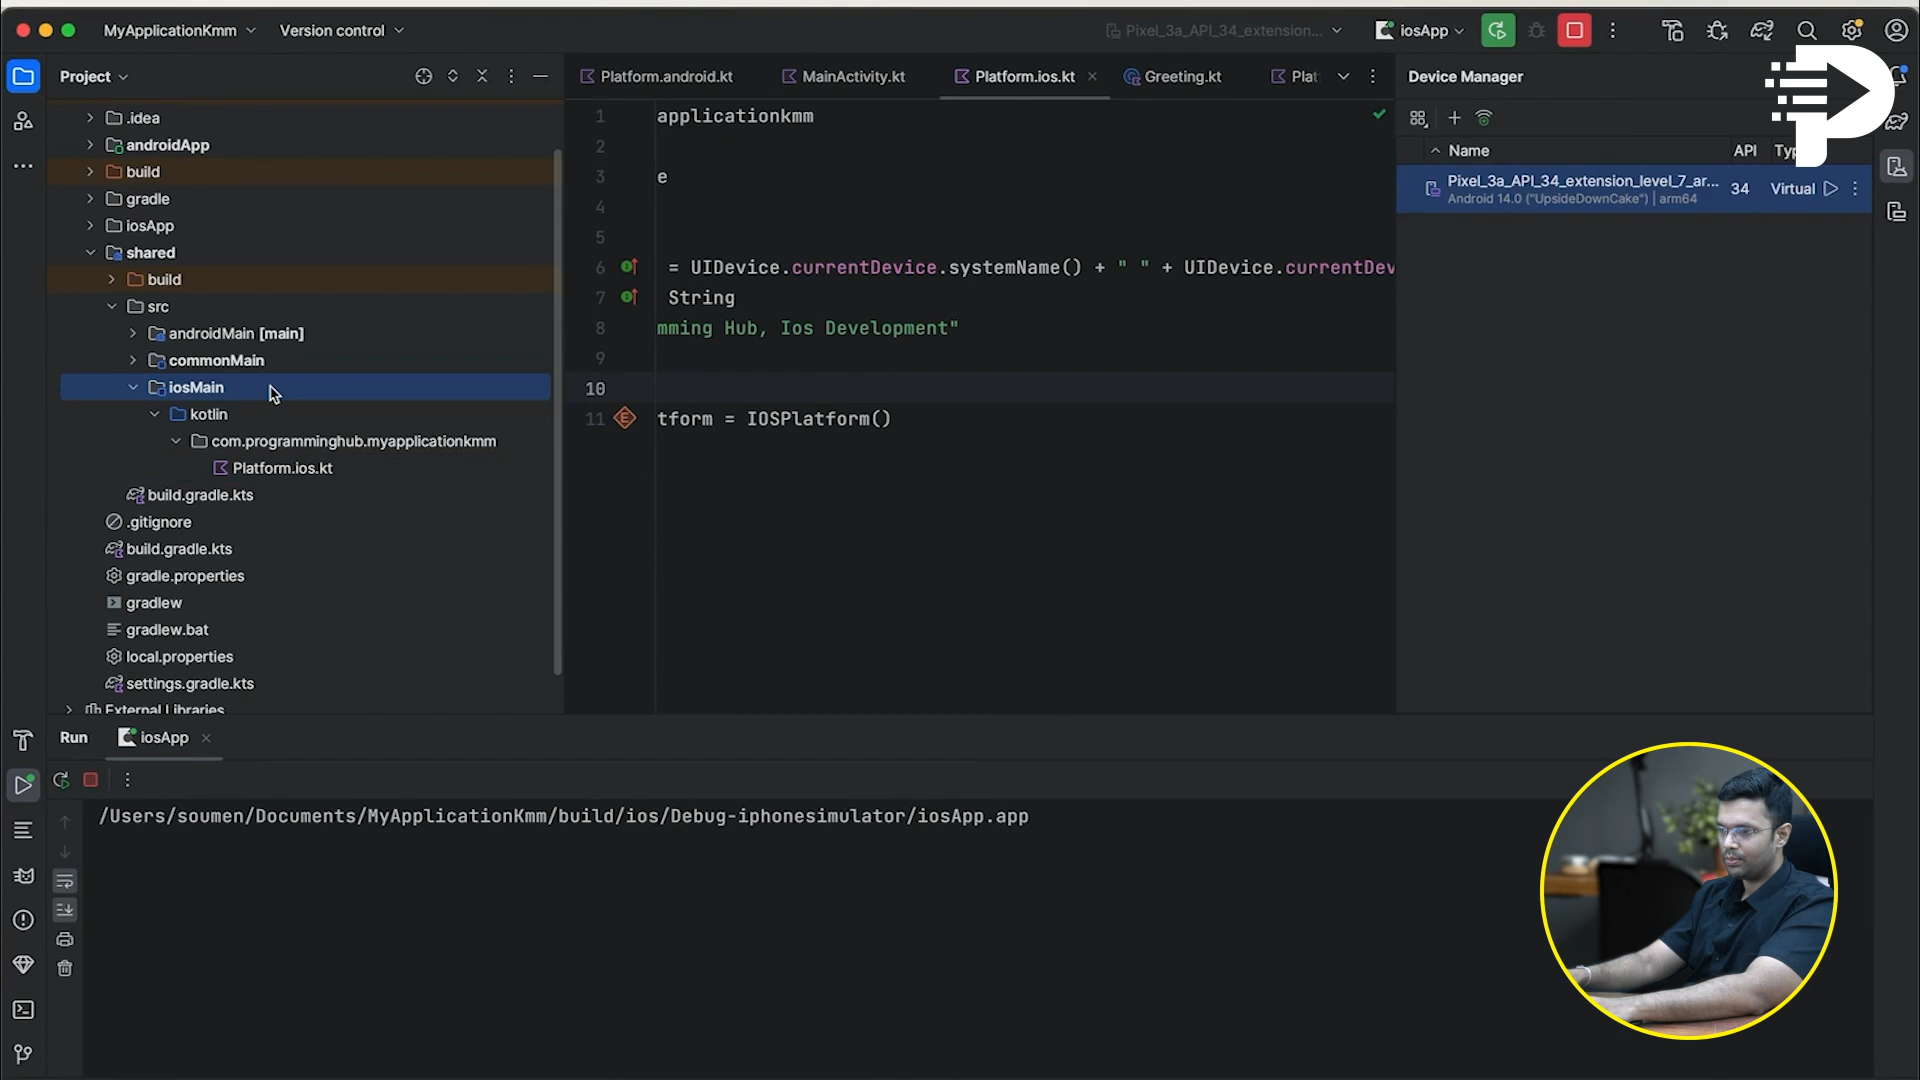 MyApplicationKmm
Version control
Pixel_3a_API_34_extension...
iosApp
Project
Platform.android.kt
MainActivity.kt
Platform.ios.kt
Greeting.kt
Plat
Device Manager
.idea
androidApp
build
gradle
iosApp
shared
build
src
androidMain [main]
commonMain
iosMain
kotlin
com.programminghub.myapplicationkmm
Platform.ios.kt
build.gradle.kts
.gitignore
build.gradle.kts
gradle.properties
gradlew
gradlew.bat
local.properties
settings.gradle.kts
External Libraries
1 applicationkmm
2
3 e
4
5
6 = UIDevice.currentDevice.systemName() + " " + UIDevice.currentDev
7 String
8 mming Hub, Ios Development"
9
10
11 tform = IOSPlatform()
Name API Typ
Pixel_3a_API_34_extension_level_7_ar... 34 Virtual
Android 14.0 ("UpsideDownCake") | arm64
Run
iosApp
/Users/soumen/Documents/MyApplicationKmm/build/ios/Debug-iphonesimulator/iosApp.app